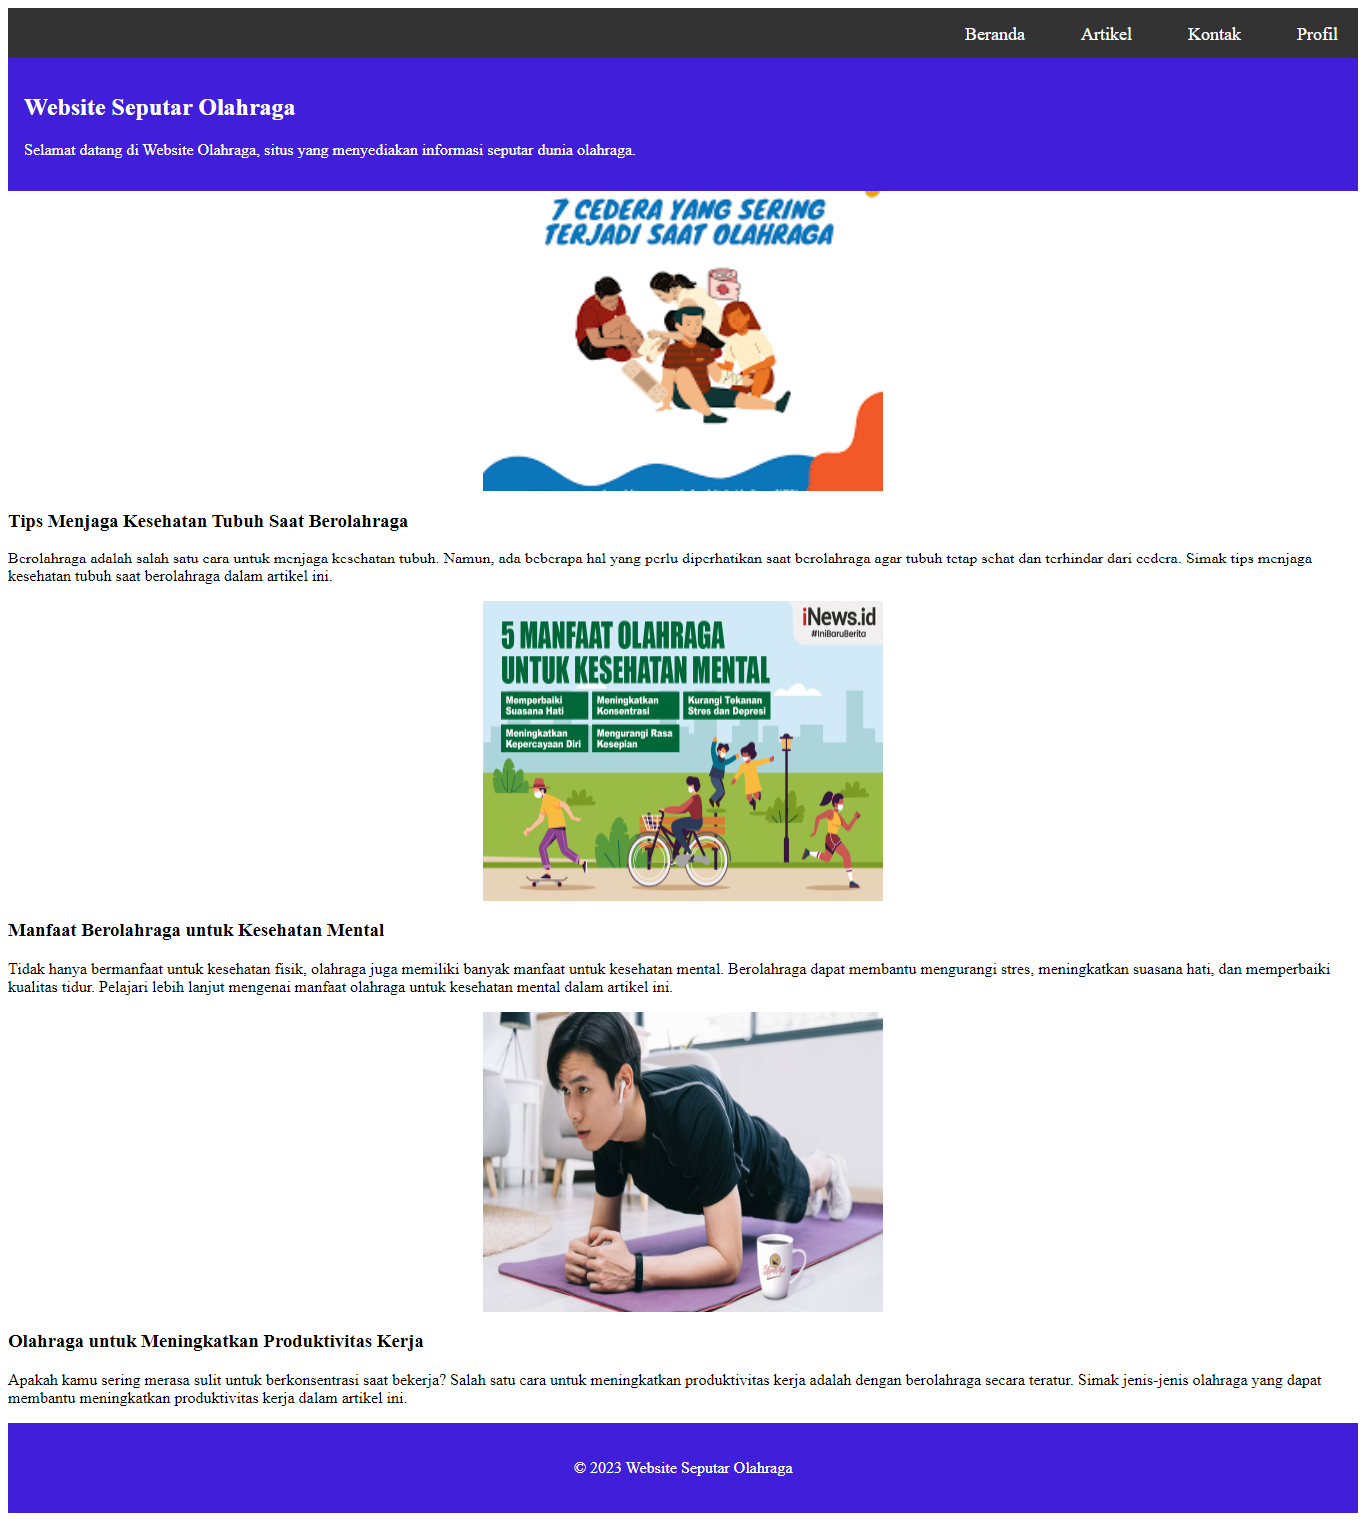 Beranda Artikel Kontak Profil
Website Seputar Olahraga
Selamat datang di Website Olahraga, situs yang menyediakan informasi seputar dunia olahraga.
7 CEDERA YANG SERING
TERJADI SAAT OLAHRAGA
Tips Menjaga Kesehatan Tubuh Saat Berolahraga
Berolahraga adalah salah satu cara untuk menjaga kesehatan tubuh. Namun, ada beberapa hal yang perlu diperhatikan saat berolahraga agar tubuh tetap sehat dan terhindar dari cedera. Simak tips menjaga
kesehatan tubuh saat berolahraga dalam artikel ini.
iNews.id
#IniBaruBerita
5 MANFAAT OLAHRAGA
UNTUK KESEHATAN MENTAL
Memperbaiki
Suasana Hati
Meningkatkan
Konsentrasi
Kurangi Tekanan
Stres dan Depresi
Meningkatkan
Kepercayaan Diri
Mengurangi Rasa
Kesepian
Manfaat Berolahraga untuk Kesehatan Mental
Tidak hanya bermanfaat untuk kesehatan fisik, olahraga juga memiliki banyak manfaat untuk kesehatan mental. Berolahraga dapat membantu mengurangi stres, meningkatkan suasana hati, dan memperbaiki
kualitas tidur. Pelajari lebih lanjut mengenai manfaat olahraga untuk kesehatan mental dalam artikel ini.
Olahraga untuk Meningkatkan Produktivitas Kerja
Apakah kamu sering merasa sulit untuk berkonsentrasi saat bekerja? Salah satu cara untuk meningkatkan produktivitas kerja adalah dengan berolahraga secara teratur. Simak jenis-jenis olahraga yang dapat
membantu meningkatkan produktivitas kerja dalam artikel ini.
© 2023 Website Seputar Olahraga